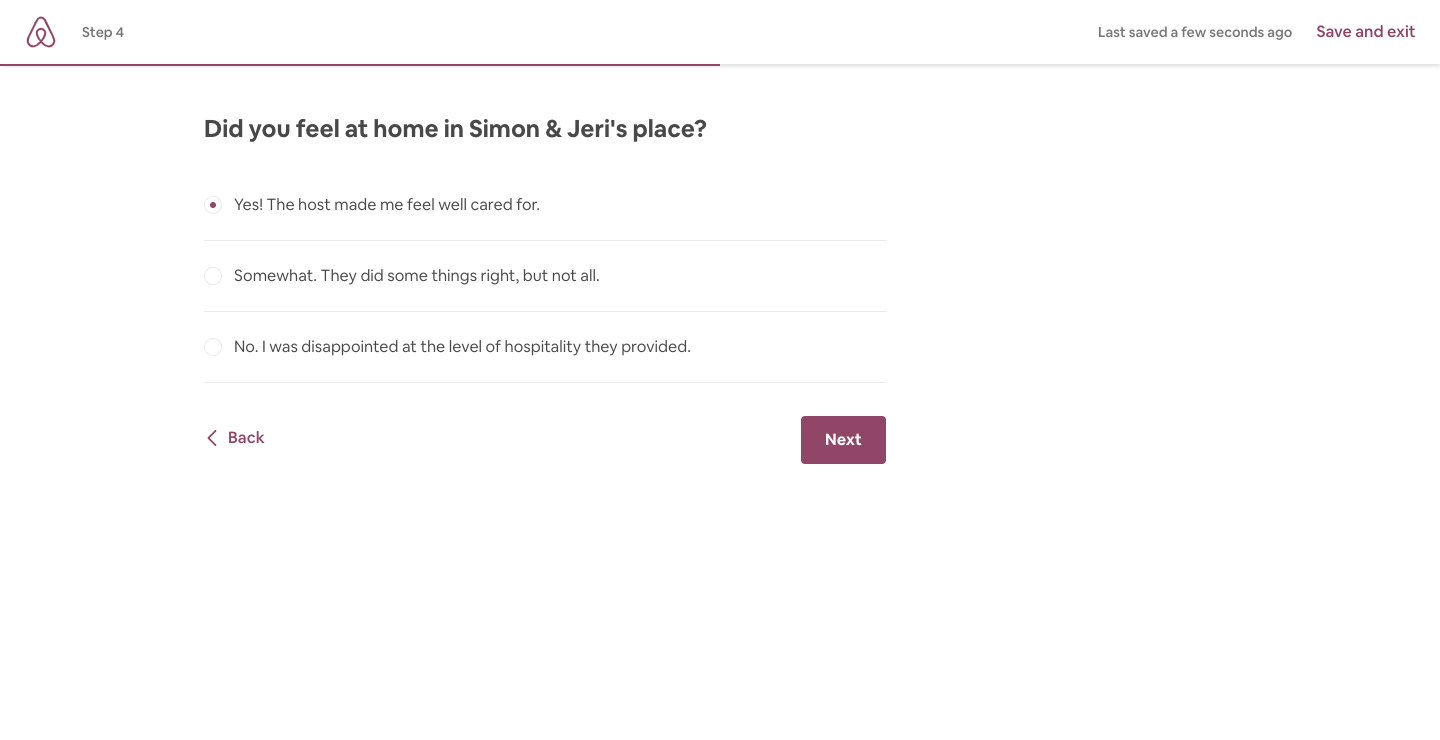 Step 4
Last saved a few seconds ago
Save and exit
Did you feel at home in Simon & Jeri's place?
Yes! The host made me feel well cared for.
Somewhat. They did some things right, but not all.
No. I was disappointed at the level of hospitality they provided.
Back
Next